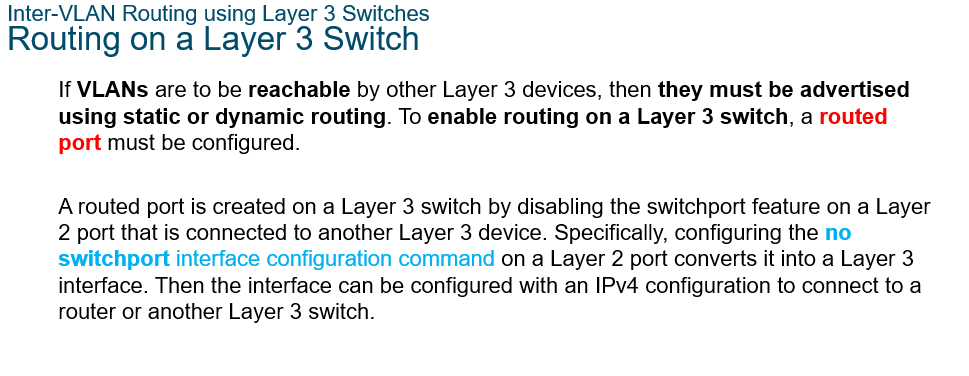 Inter-VLAN Routing using Layer 3 Switches
Routing on a Layer 3 Switch
If VLANs are to be reachable by other Layer 3 devices, then they must be advertised
using static or dynamic routing. To enable routing on a Layer 3 switch, a routed
port must be configured.
A routed port is created on a Layer 3 switch by disabling the switchport feature on a Layer
2 port that is connected to another Layer 3 device. Specifically, configuring the no
switchport interface configuration command on a Layer 2 port converts it into a Layer 3
interface. Then the interface can be configured with an IPv4 configuration to connect to a
router or another Layer 3 switch.